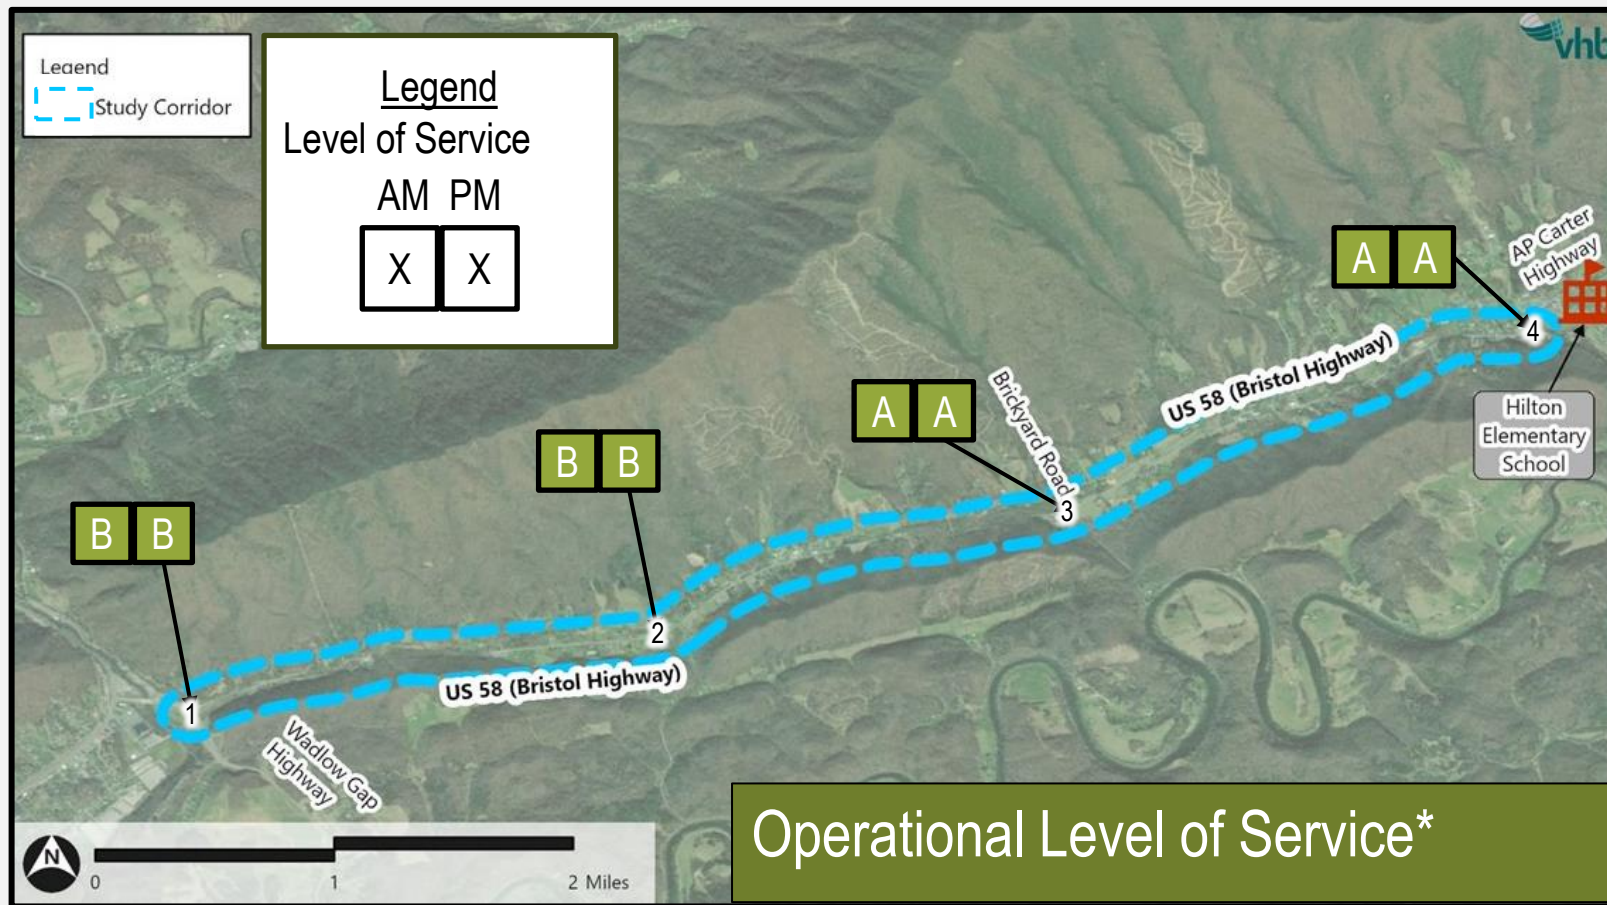 Legend
Study Corridor
Legend
Level of Service
AM PM
X X
vhb
AP Carter
Highway
A A
4
US 58 (Bristol Highway)
Hilton
Elementary
School
Brickyard Road
A A
3
B B
2
B B
1
US 58 (Bristol Highway)
Wadlow Gap
Highway
N
0 1 2 Miles
Operational Level of Service*